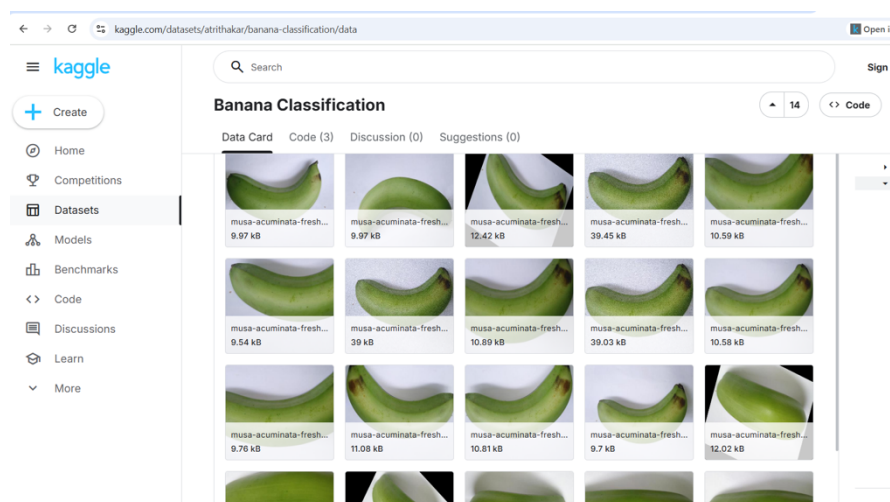 kaggle.com/datasets/atrithakar/banana-classification/data
Open i
kaggle
Search
Sign
Create
Banana Classification
14
<> Code
Data Card Code (3) Discussion (0) Suggestions (0)
Home
Competitions
Datasets
Models
Benchmarks
<> Code
Discussions
Learn
More
musa-acuminata-fresh... musa-acuminata-fresh... musa-acuminata-fresh... musa-acuminata-fresh... musa-acuminata-fresh...
9.97 kB 9.97 kB 12.42 kB 39.45 kB 10.59 kB
musa-acuminata-fresh... musa-acuminata-fresh... musa-acuminata-fresh... musa-acuminata-fresh... musa-acuminata-fresh...
9.54 kB 39 kB 10.89 kB 39.03 kB 10.58 kB
musa-acuminata-fresh... musa-acuminata-fresh... musa-acuminata-fresh... musa-acuminata-fresh... musa-acuminata-fresh...
9.76 kB 11.08 kB 10.81 kB 9.7 kB 12.02 kB